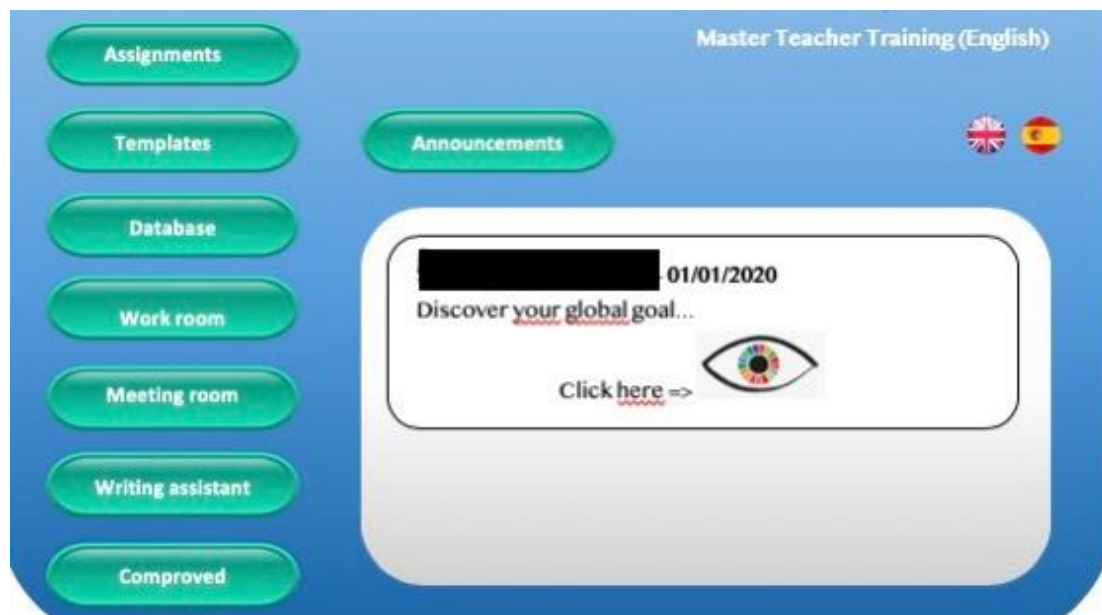 Assignments
Master Teacher Training (English)
Templates
Announcements
Database
01/01/2020
Discover your global goal...
Work room
Click here =>
Meeting room
Writing assistant
Comproved